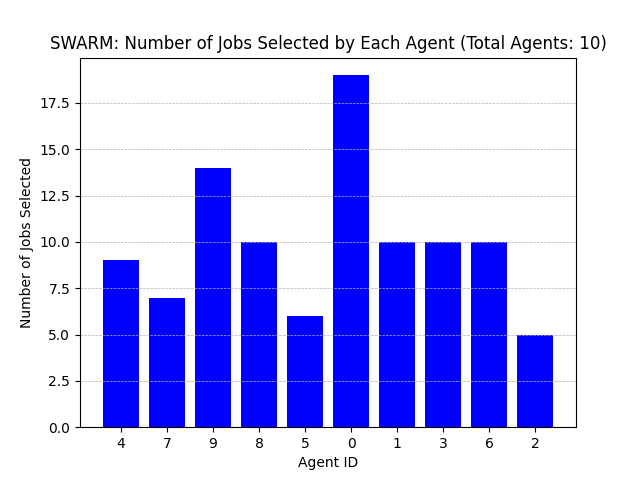 SWARM: Number of Jobs Selected by Each Agent (Total Agents: 10)
Number of Jobs Selected
17.5
15.0
12.5
10.0
7.5
5.0
2.5
0.0
4 7 9 8 5 0 1 3 6 2
Agent ID